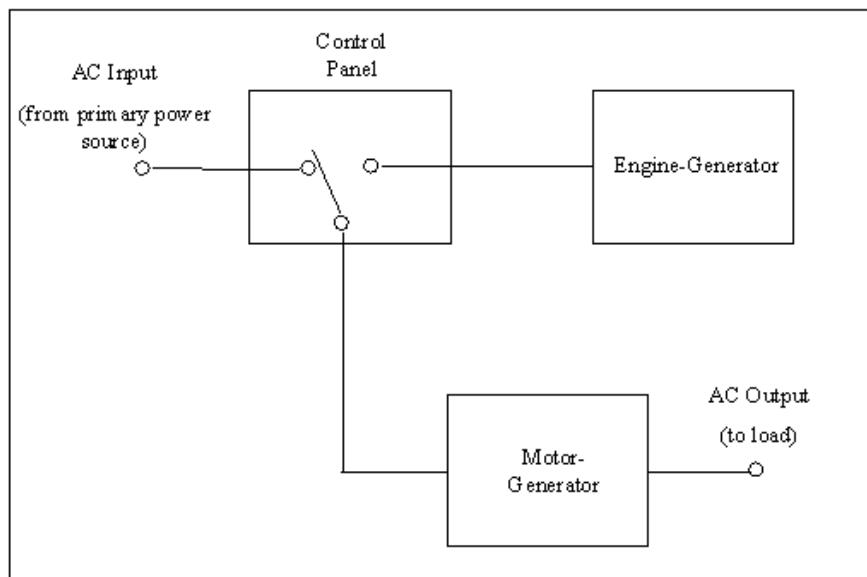 Control
Panel
AC Input
(from primary power
source)
Engine-Generator
AC Output
(to load)
Motor-
Generator